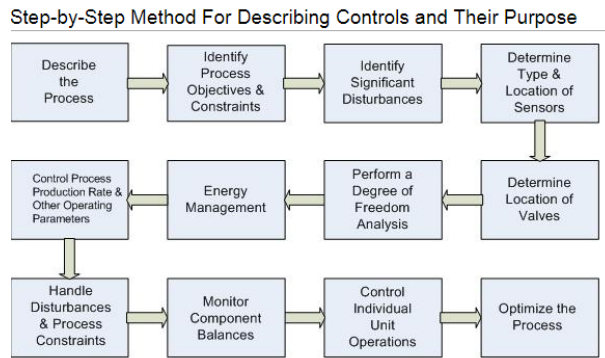 Step-by-Step Method For Describing Controls and Their Purpose
Describe
the
Process
Identify
Process
Objectives &
Constraints
Identify
Significant
Disturbances
Determine
Type &
Location of
Sensors
Control Process
Production Rate &
Other Operating
Parameters
Energy
Management
Perform a
Degree of
Freedom
Analysis
Determine
Location of
Valves
Handle
Disturbances
& Process
Constraints
Monitor
Component
Balances
Control
Individual
Unit
Operations
Optimize the
Process